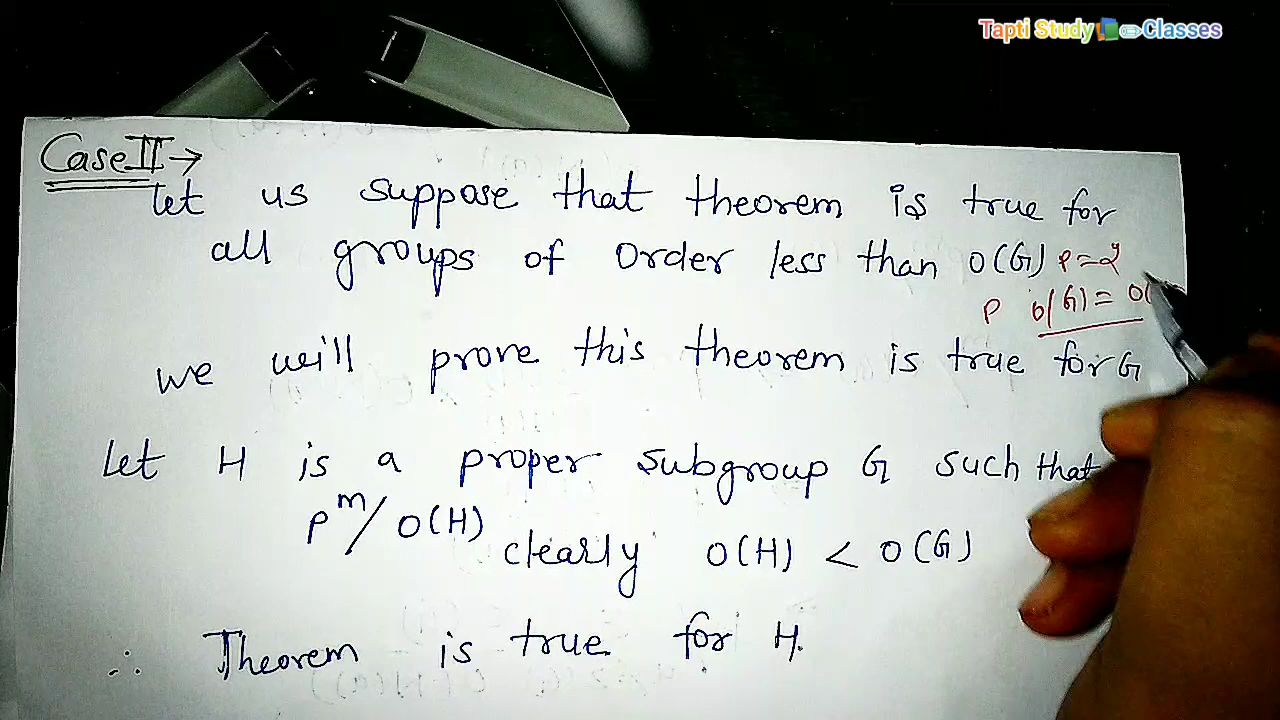 Tapti Study Classes
Case II →
Let us suppose that theorem is true for
all groups of order less than O(G) P=2
P O(G) = O(
we will prove this theorem is true for G
Let H is a proper subgroup G such that
p^m/O(H)
clearly O(H) < O(G)
∴ Theorem is true for H.